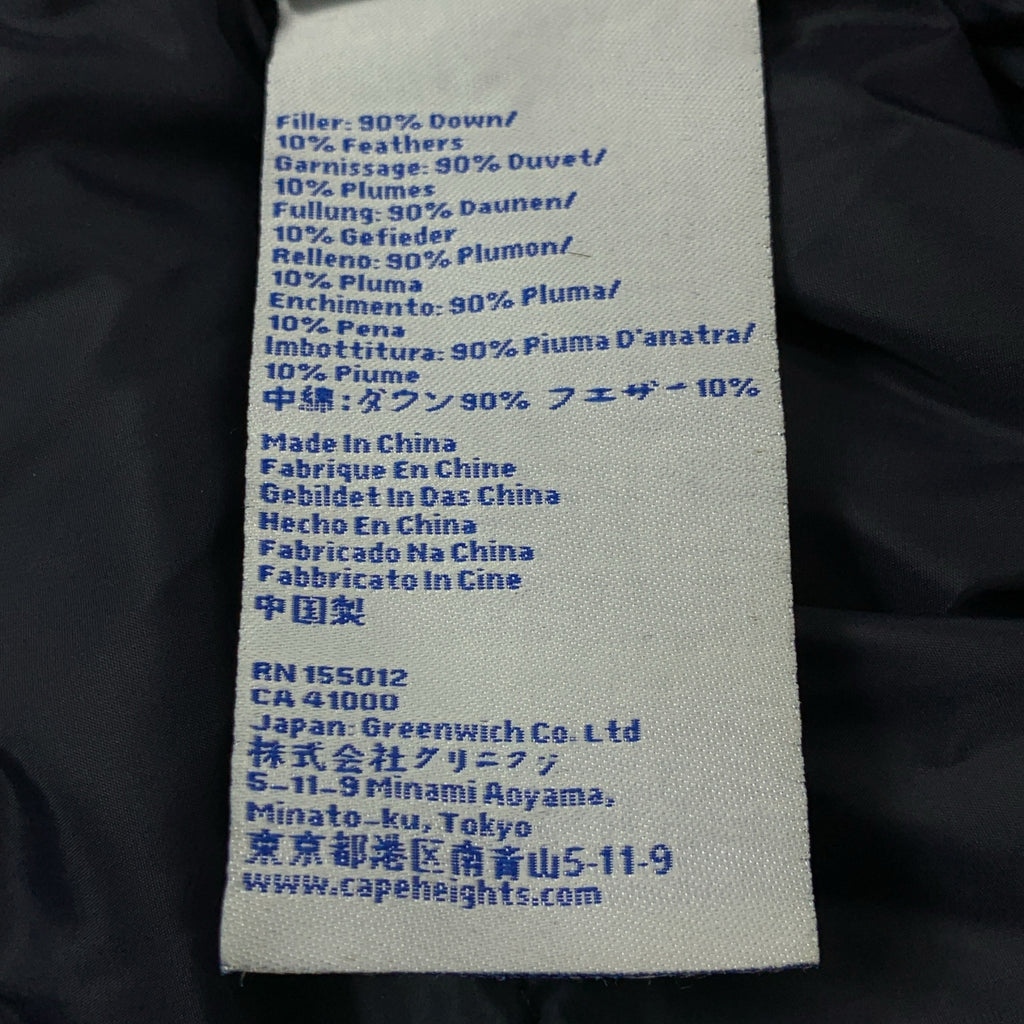 Filler: 90% Down/
10% Feathers
Garnissage: 90% Duvet/
10% Plumes
Fullung: 90% Daunen/
10% Gefieder
Relleno: 90% Plumon/
10% Pluma
Enchimento: 90% Pluma/
10% Pena
Imbottitura: 90% Piuma D'anatra/
10% Piume
中綿:ダウン90% フエザー10%
Made In China
Fabrique En Chine
Gebildet In Das China
Hecho En China
Fabricado Na China
Fabbricato In Cine
中国製
RN 155012
CA 41000
Japan: Greenwich Co. Ltd
株式会社グリニクジ
5-11-9 Minami Aoyama,
Minato-ku, Tokyo
東京都港区南青山5-11-9
www.capeheights.com